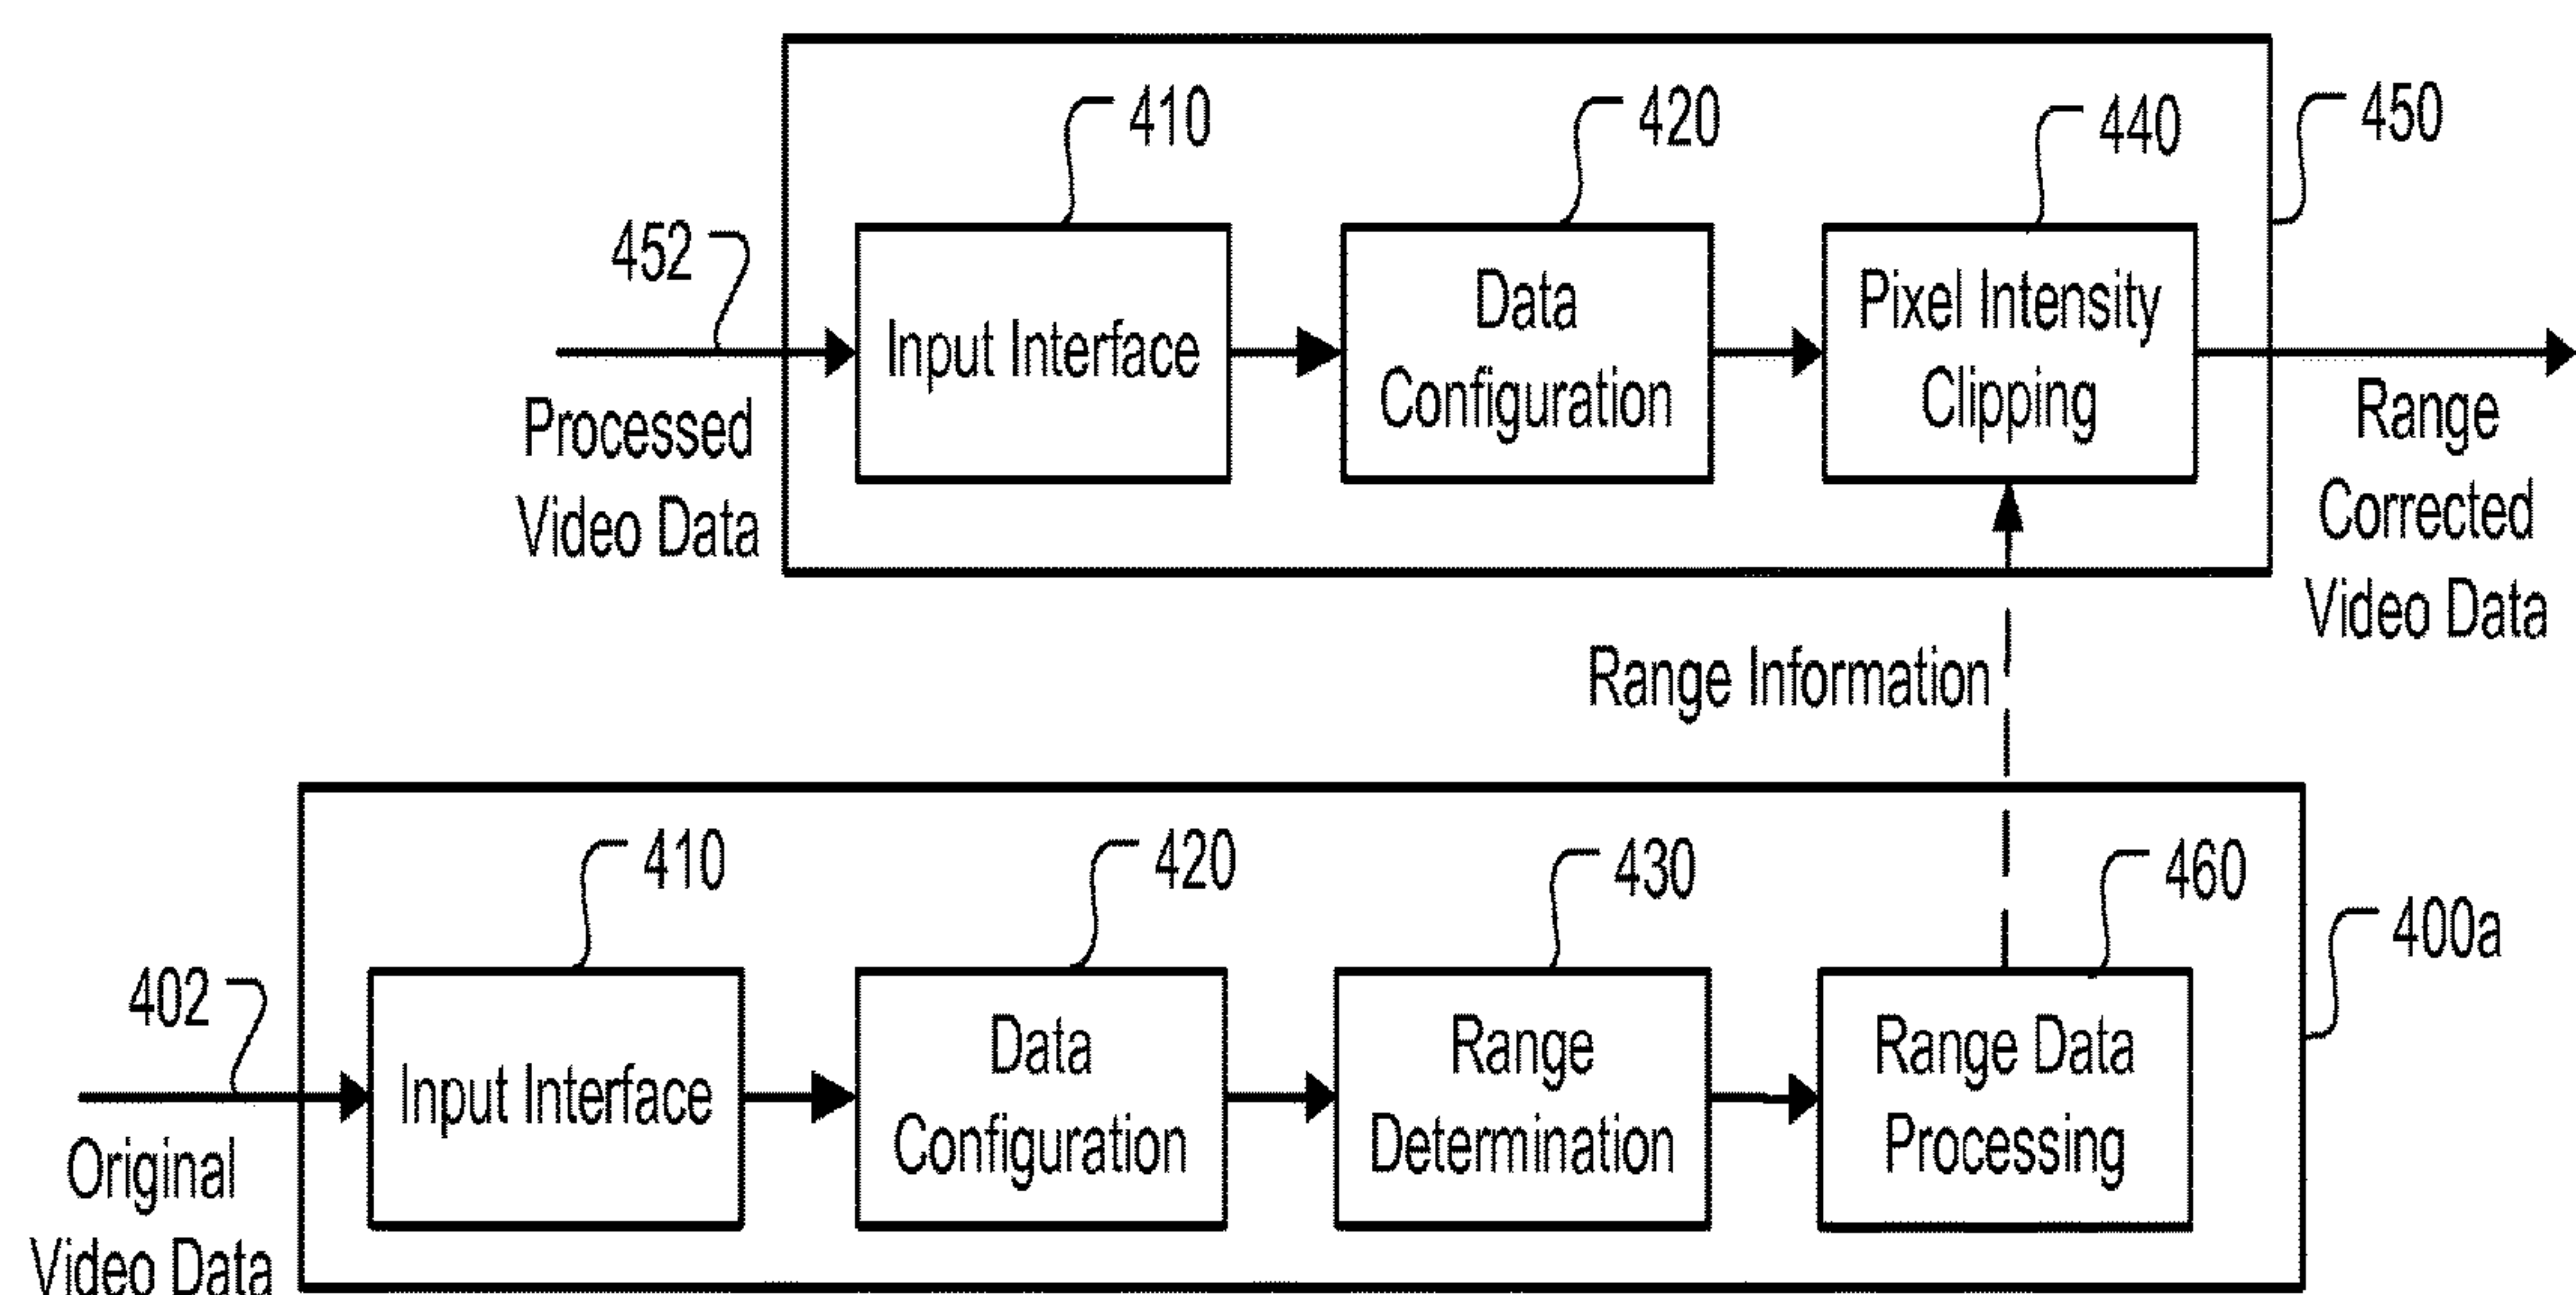 410
420
440
450
452
Input Interface
Data
Configuration
Pixel Intensity
Clipping
Processed
Video Data
Range
Corrected
Video Data
Range Information
410
420
430
460
400a
402
Input Interface
Data
Configuration
Range
Determination
Range Data
Processing
Original
Video Data